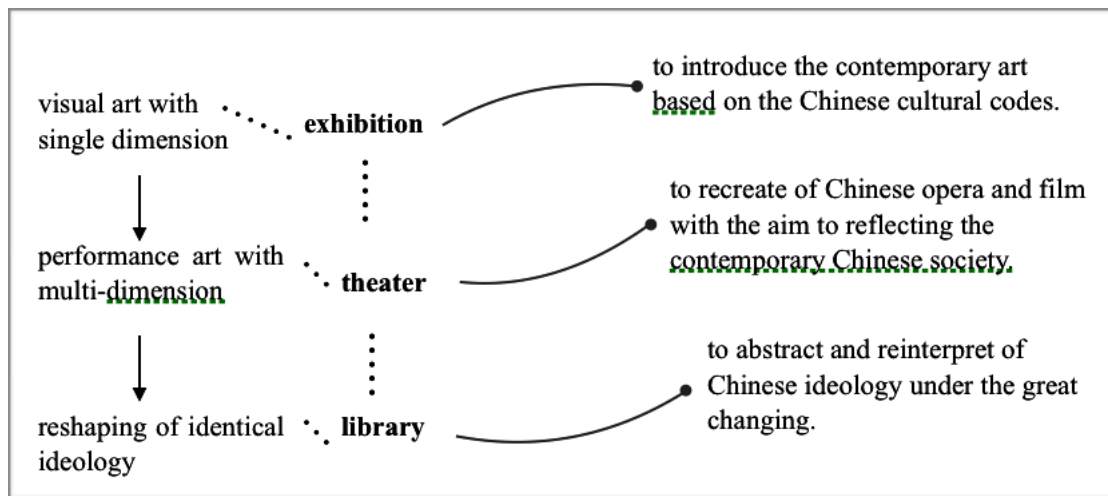 visual art with
single dimension
exhibition
to introduce the contemporary art
based on the Chinese cultural codes.
performance art with
multi-dimension
theater
to recreate of Chinese opera and film
with the aim to reflecting the
contemporary Chinese society.
reshaping of identical
ideology
library
to abstract and reinterpret of
Chinese ideology under the great
changing.